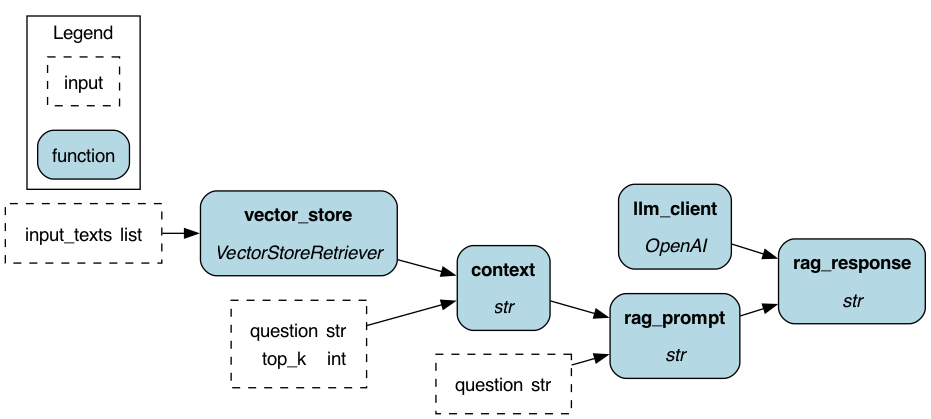 Legend
input
function
input_texts list
vector_store
VectorStoreRetriever
question str
top_k int
context
str
question str
llm_client
OpenAI
rag_prompt
str
rag_response
str